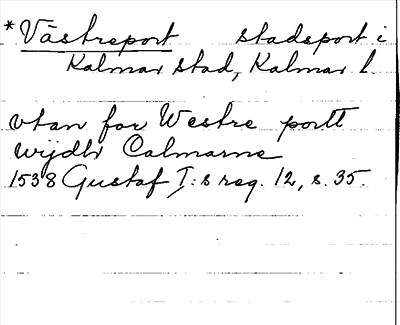 *Västreport stadsport i
Kalmar stad, Kalmar l.
vtan for Westre portt
wijdh Calmarne
1538 Gustaf I:s reg. 12, s. 35.